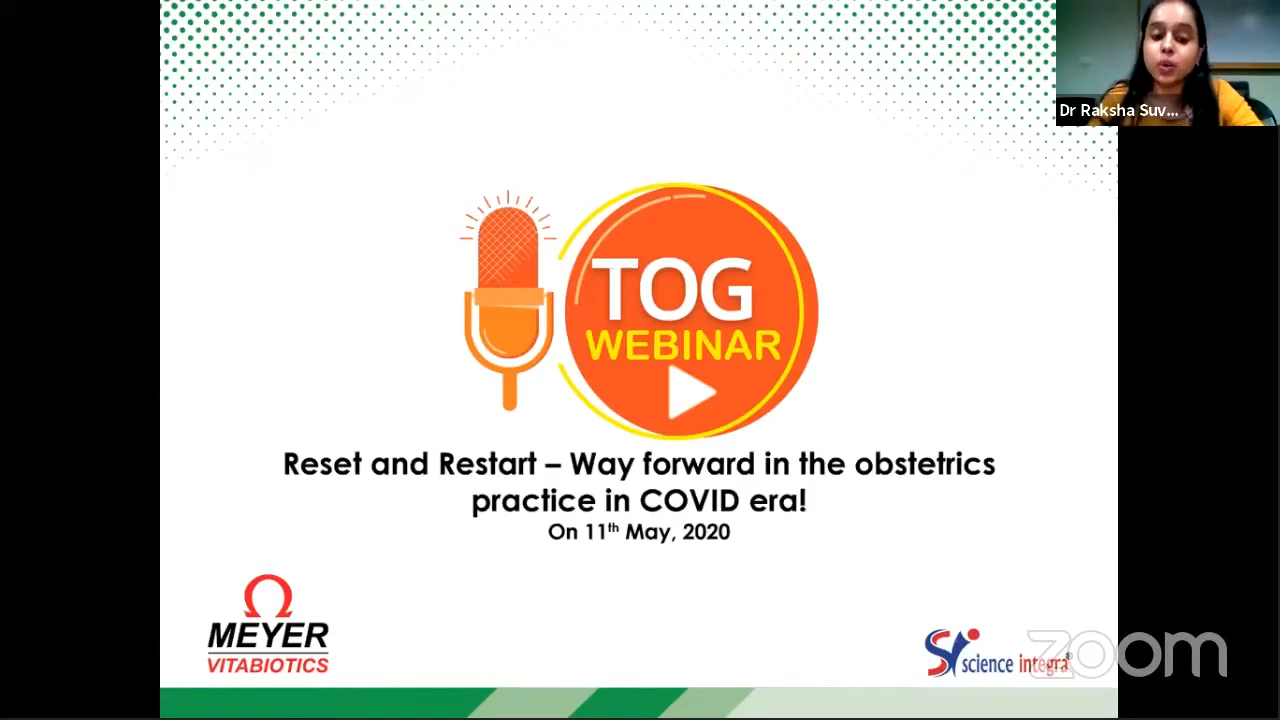 Dr Raksha Suv...
TOG
WEBINAR
Reset and Restart – Way forward in the obstetrics
practice in COVID era!
On 11th May, 2020
MEYER
VITABIOTICS
science integra®
zoom